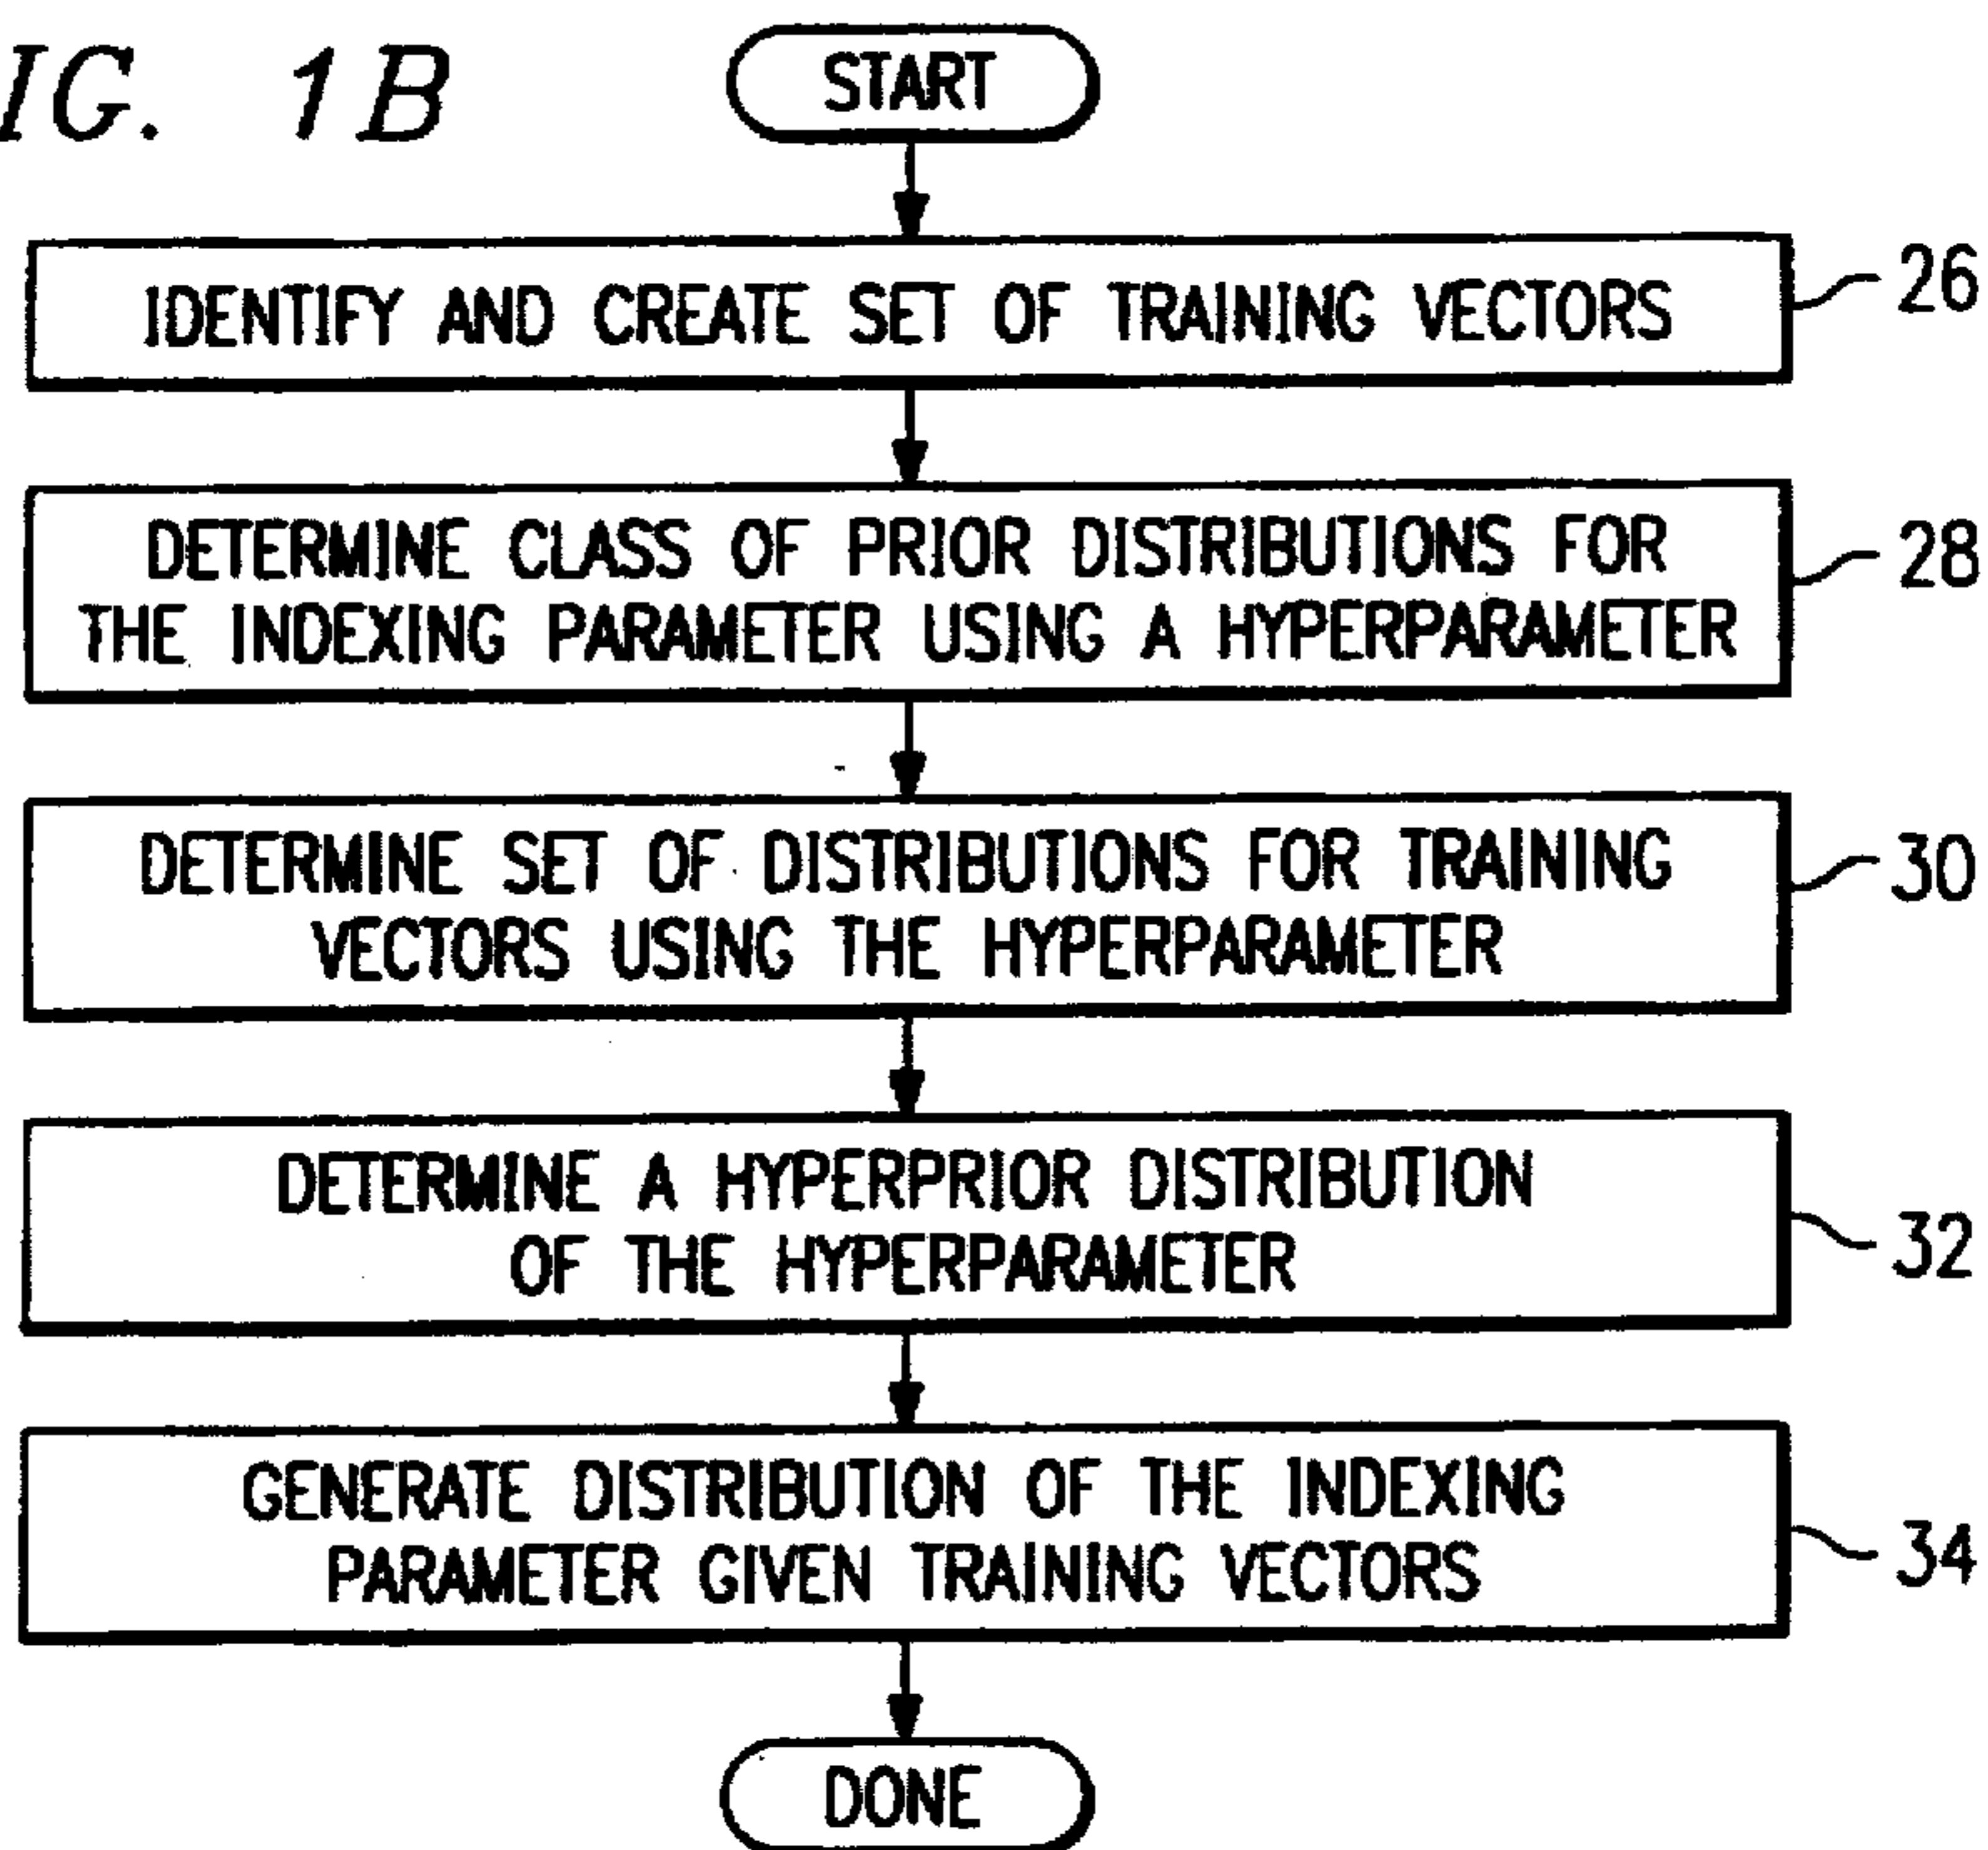 IG. 1B
START
IDENTIFY AND CREATE SET OF TRAINING VECTORS
26
DETERMINE CLASS OF PRIOR DISTRIBUTIONS FOR
THE INDEXING PARAMETER USING A HYPERPARAMETER
28
DETERMINE SET OF DISTRIBUTIONS FOR TRAINING
VECTORS USING THE HYPERPARAMETER
30
DETERMINE A HYPERPRIOR DISTRIBUTION
OF THE HYPERPARAMETER
32
GENERATE DISTRIBUTION OF THE INDEXING
PARAMETER GIVEN TRAINING VECTORS
34
DONE